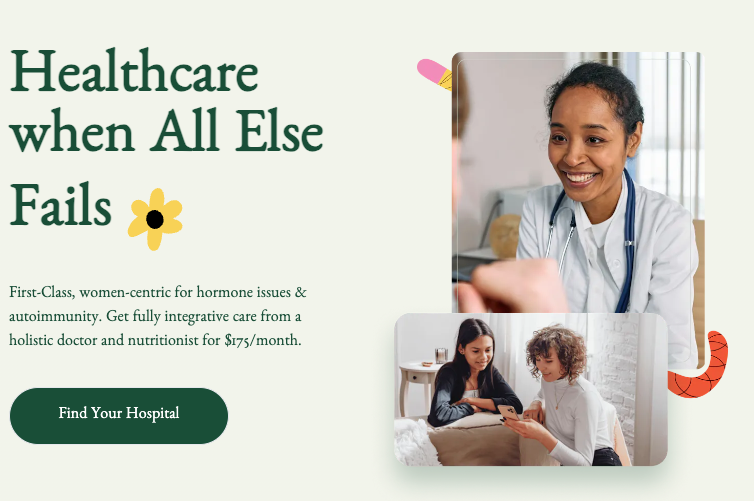 Healthcare
when All Else
Fails
First-Class, women-centric for hormone issues &
autoimmunity. Get fully integrative care from a
holistic doctor and nutritionist for $175/month.
Find Your Hospital